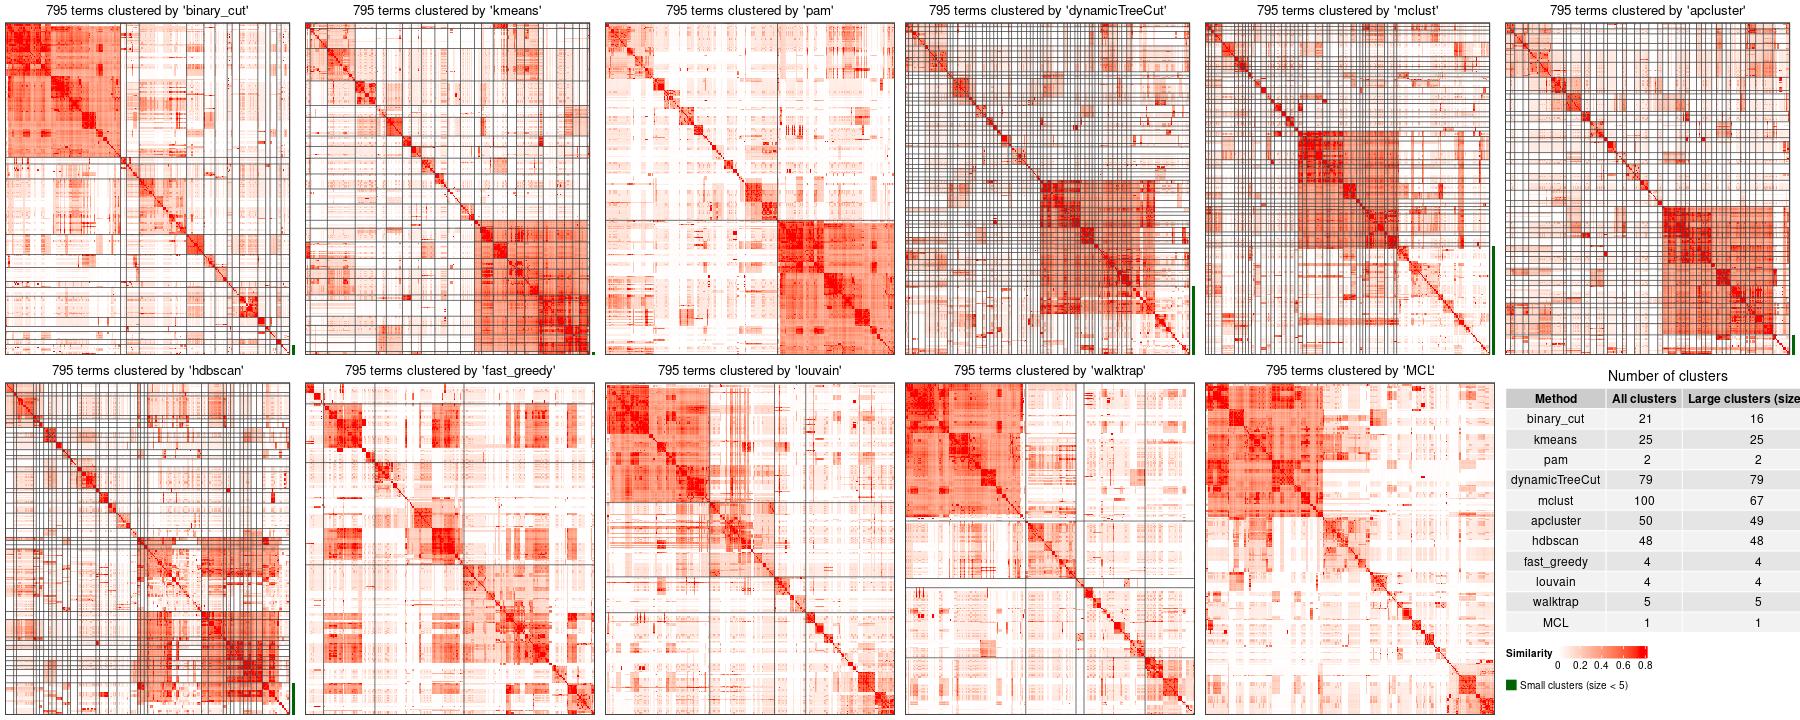 795 terms clustered by 'binary_cut'
795 terms clustered by 'kmeans'
795 terms clustered by 'pam'
795 terms clustered by 'dynamicTreeCut'
795 terms clustered by 'mclust'
795 terms clustered by 'apcluster'
795 terms clustered by 'hdbscan'
795 terms clustered by 'fast_greedy'
795 terms clustered by 'louvain'
795 terms clustered by 'walktrap'
795 terms clustered by 'MCL'
Number of clusters
Method All clusters Large clusters (size
binary_cut 21 16
kmeans 25 25
pam 2 2
dynamicTreeCut 79 79
mclust 100 67
apcluster 50 49
hdbscan 48 48
fast_greedy 4 4
louvain 4 4
walktrap 5 5
MCL 1 1
Similarity
0 0.2 0.4 0.6 0.8
Small clusters (size < 5)